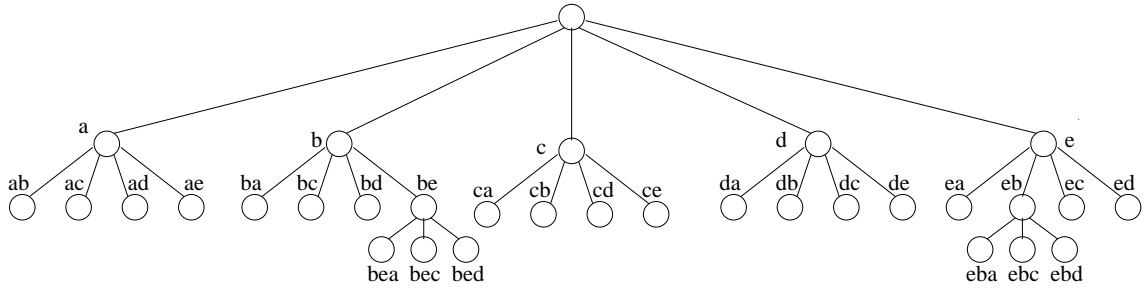 a b c d e
ab ac ad ae ba bc bd be ca cb cd ce da db dc de ea eb ec ed
bea bec bed eba ebc ebd